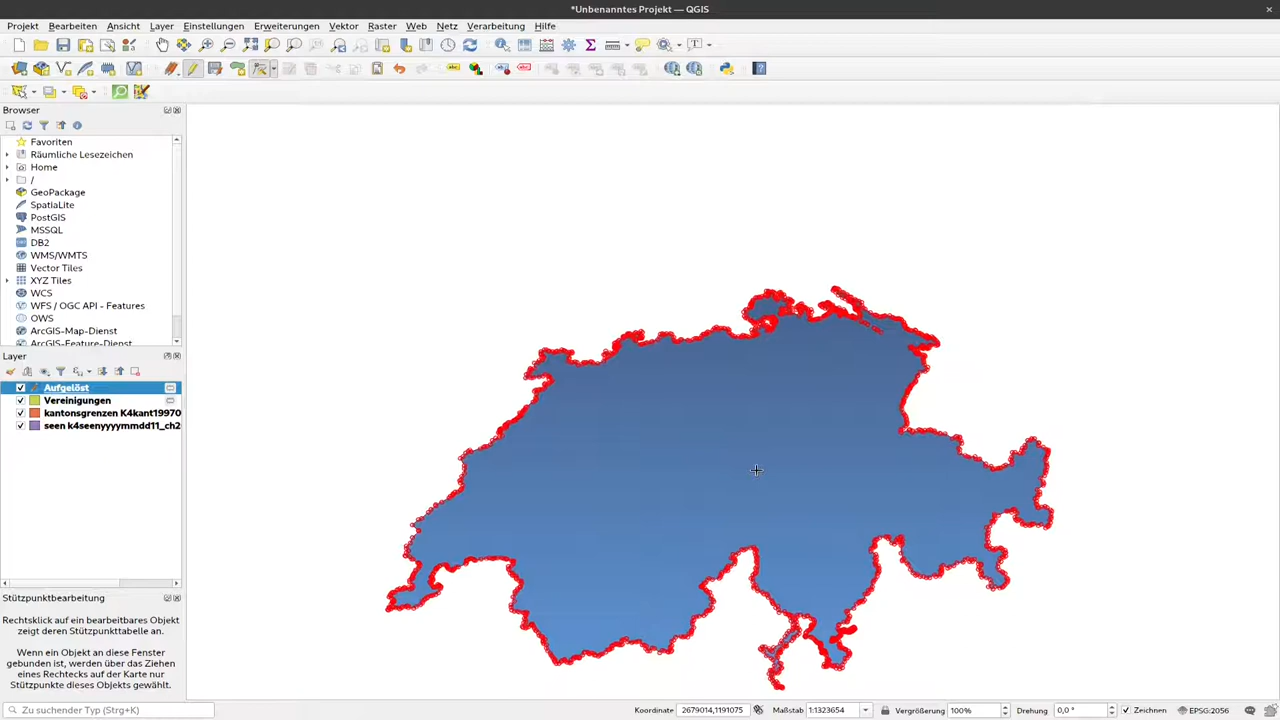 *Unbenanntes Projekt — QGIS
Projekt Bearbeiten Ansicht Layer Einstellungen Erweiterungen Vektor Raster Web Netz Verarbeitung Hilfe
Browser
Favoriten
Räumliche Lesezeichen
Home
/
GeoPackage
SpatiaLite
PostGIS
MSSQL
DB2
WMS/WMTS
Vector Tiles
XYZ Tiles
WCS
WFS / OGC API - Features
OWS
ArcGIS-Map-Dienst
ArcGIS-Feature-Dienst
Layer
Aufgelöst
Vereinigungen
kantonsgrenzen K4kant19970
seen k4seenyyyymmdd11_ch2
Stützpunktbearbeitung
Rechtsklick auf ein bearbeitbares Objekt
zeigt deren Stützpunkttabelle an.
Wenn ein Objekt an diese Fenster
gebunden ist, werden über das Ziehen
eines Rechtecks auf der Karte nur
Stützpunkte dieses Objekts gewählt.
Zu suchender Typ (Strg+K) Koordinate 2679014,1191075 Maßstab 1:1323654 Vergrößerung 100% Drehung 0,0 ° Zeichnen EPSG:2056